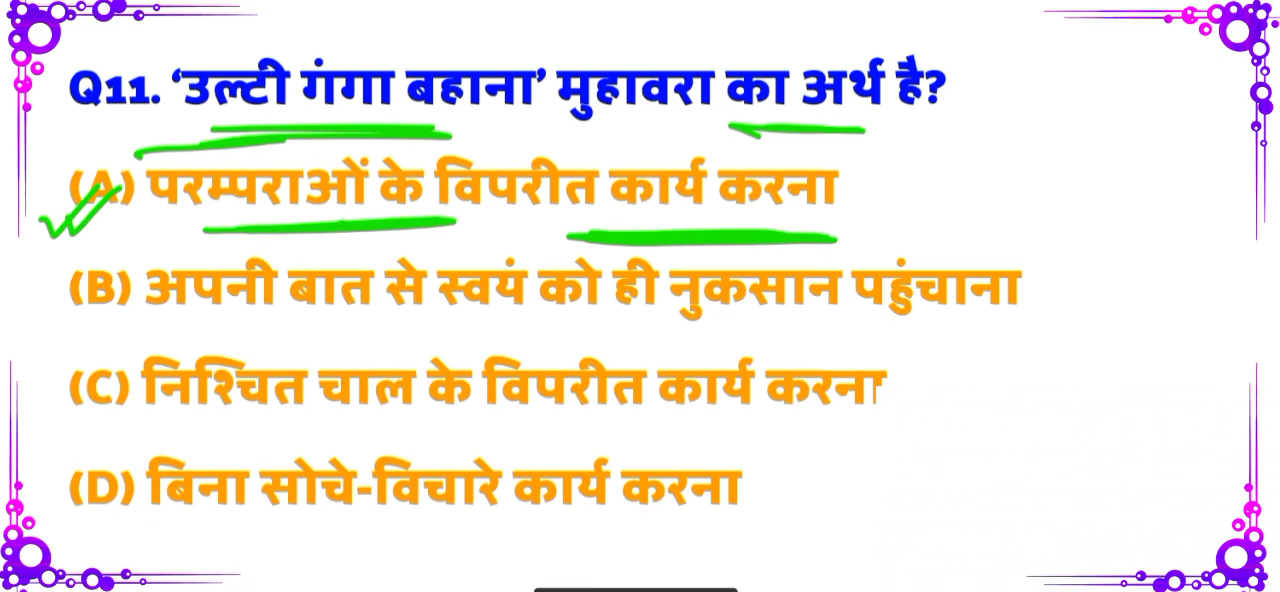 Q11. ‘उल्टी गंगा बहाना’ मुहावरा का अर्थ है?
(A) परम्पराओं के विपरीत कार्य करना
(B) अपनी बात से स्वयं को ही नुकसान पहुंचाना
(C) निश्चित चाल के विपरीत कार्य करना
(D) बिना सोचे-विचारे कार्य करना